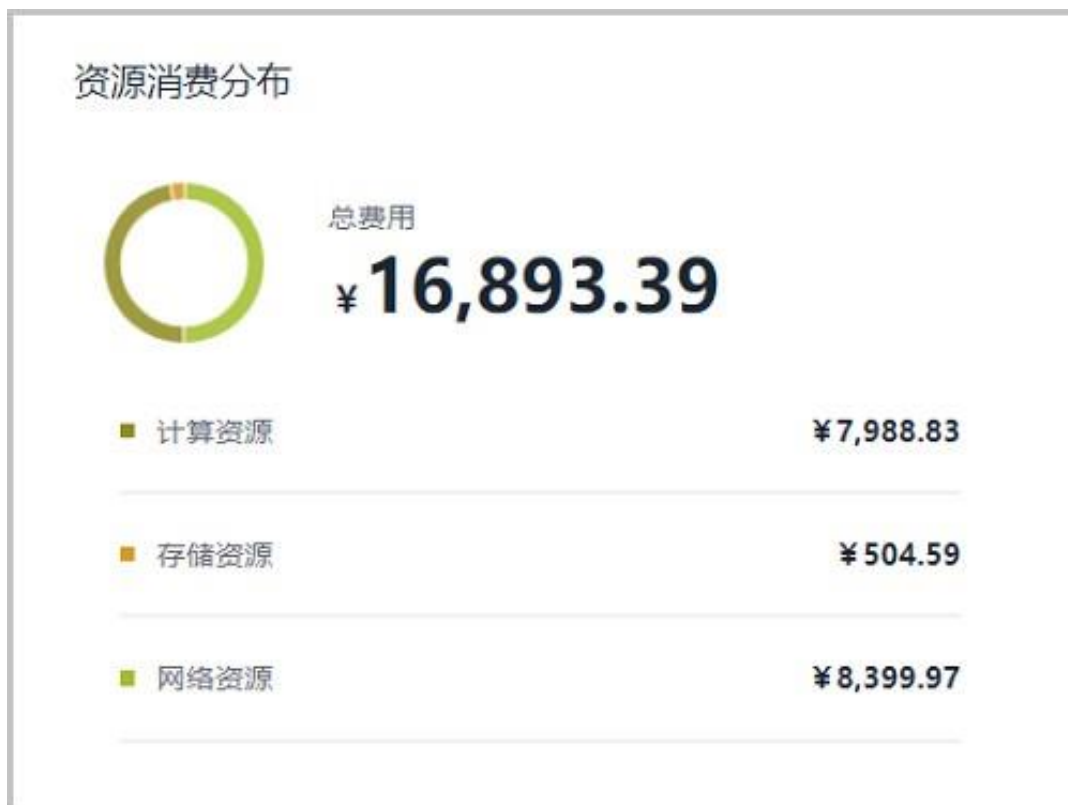 资源消费分布
总费用
¥16,893.39
计算资源 ¥7,988.83
存储资源 ¥504.59
网络资源 ¥8,399.97